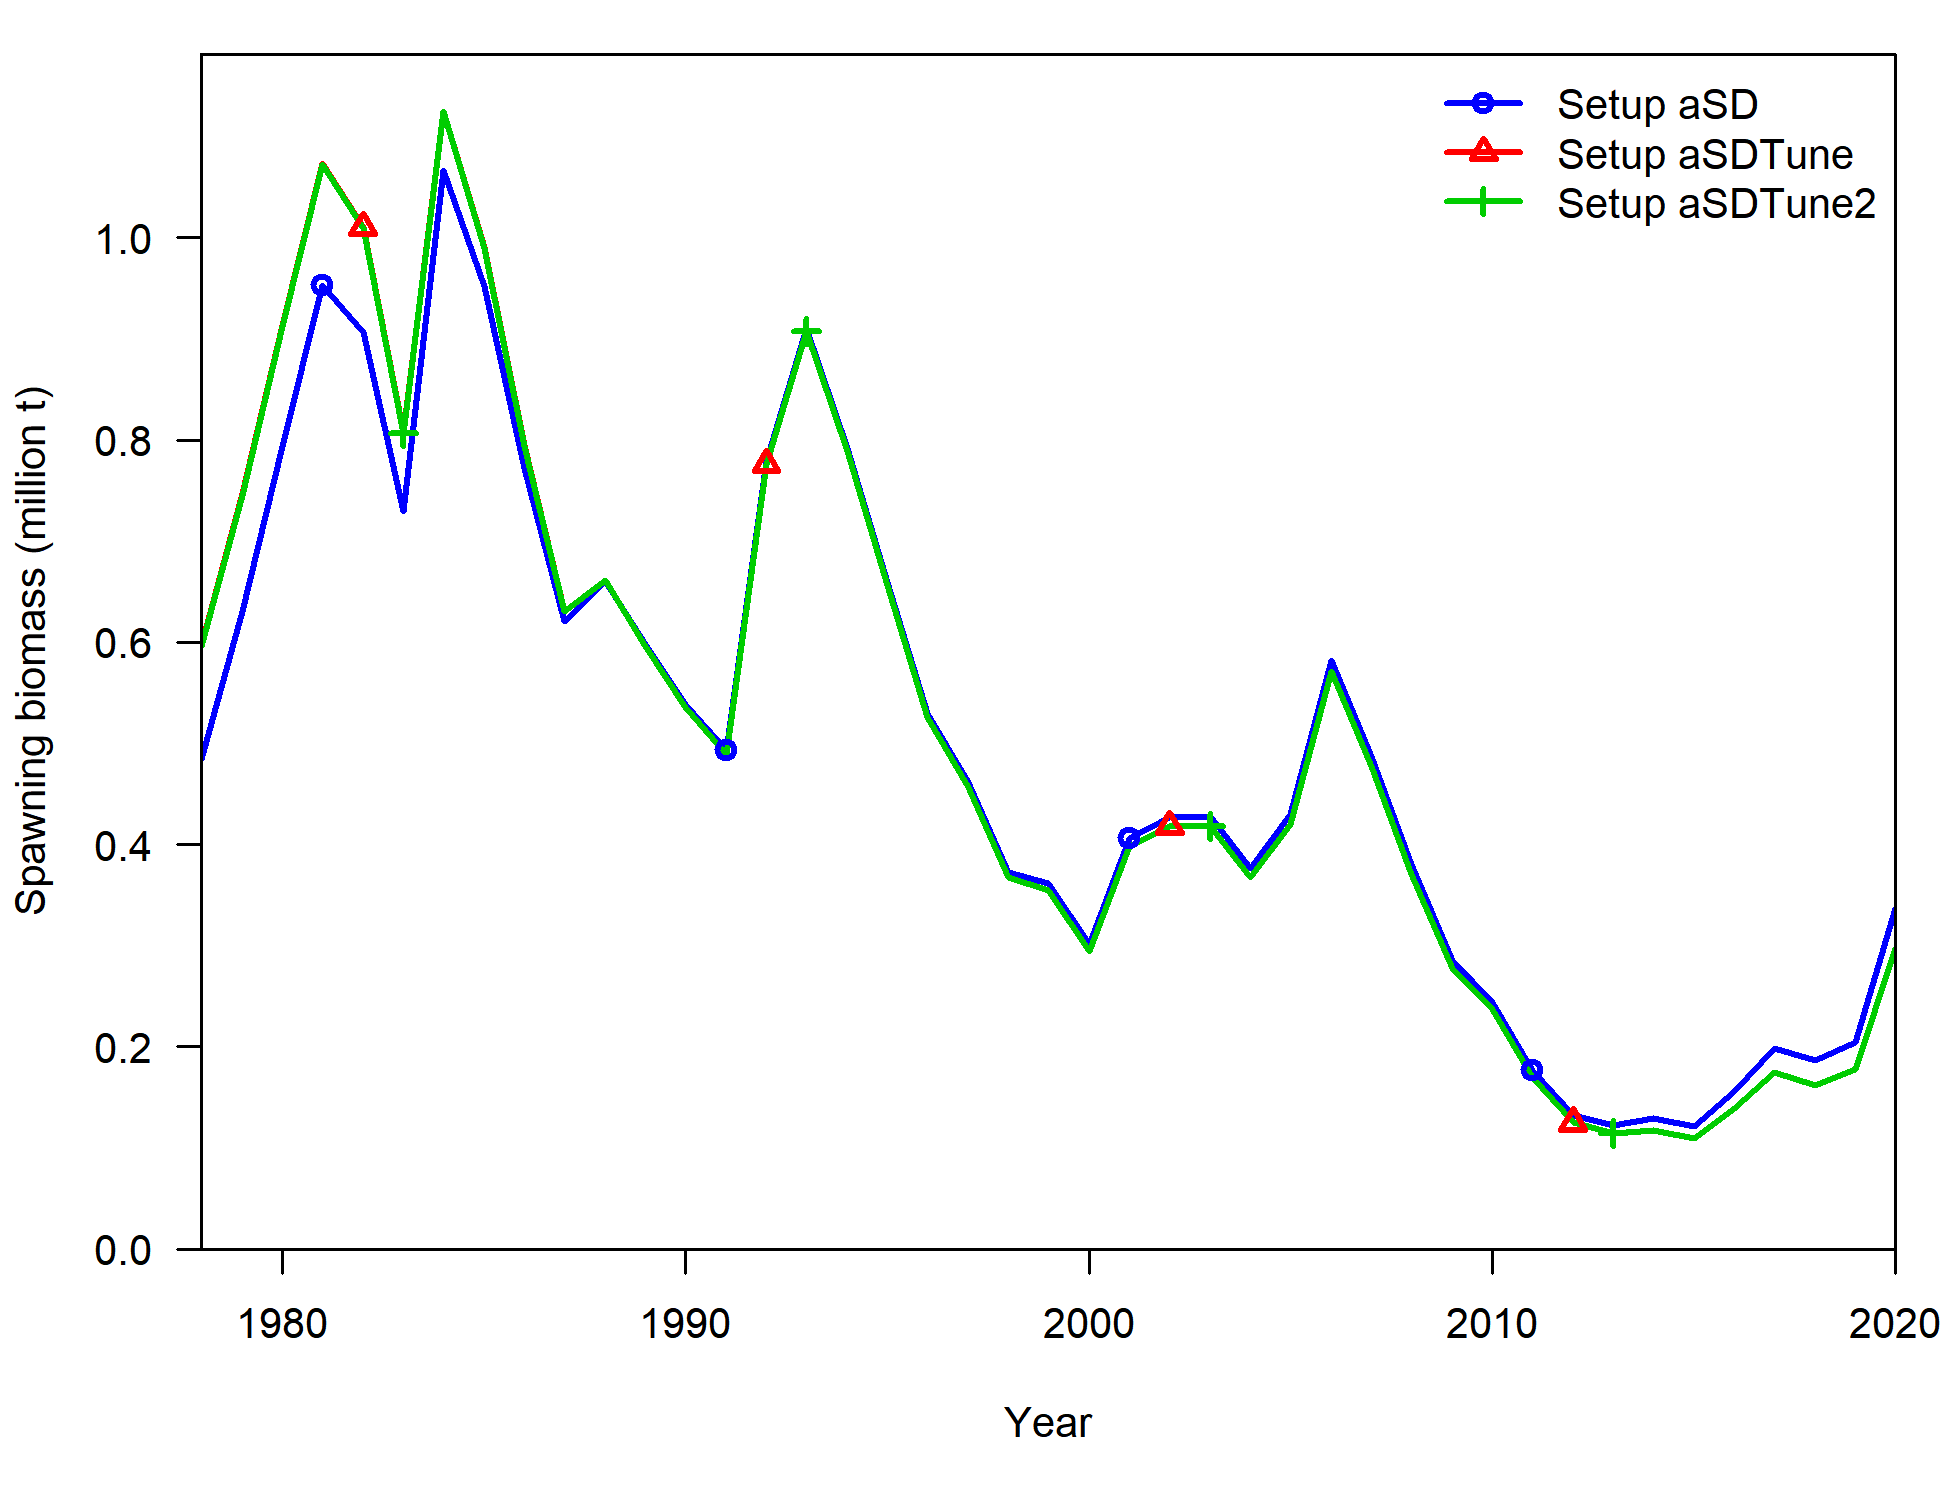 Setup aSD
Setup aSDTune
Setup aSDTune2
Spawning biomass (million t)
1.0
0.8
0.6
0.4
0.2
0.0
1980 1990 2000 2010 2020
Year